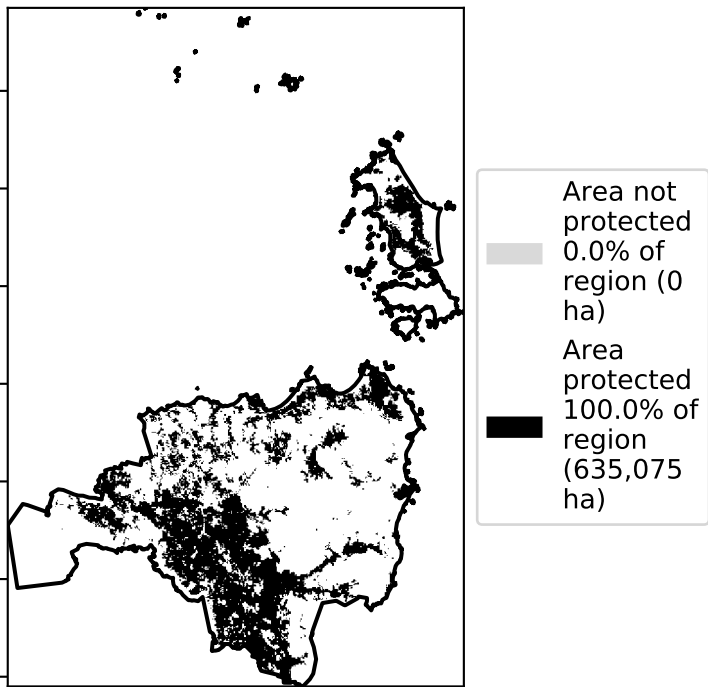 Area not
protected
0.0% of
region (0
ha)
Area
protected
100.0% of
region
(635,075
ha)